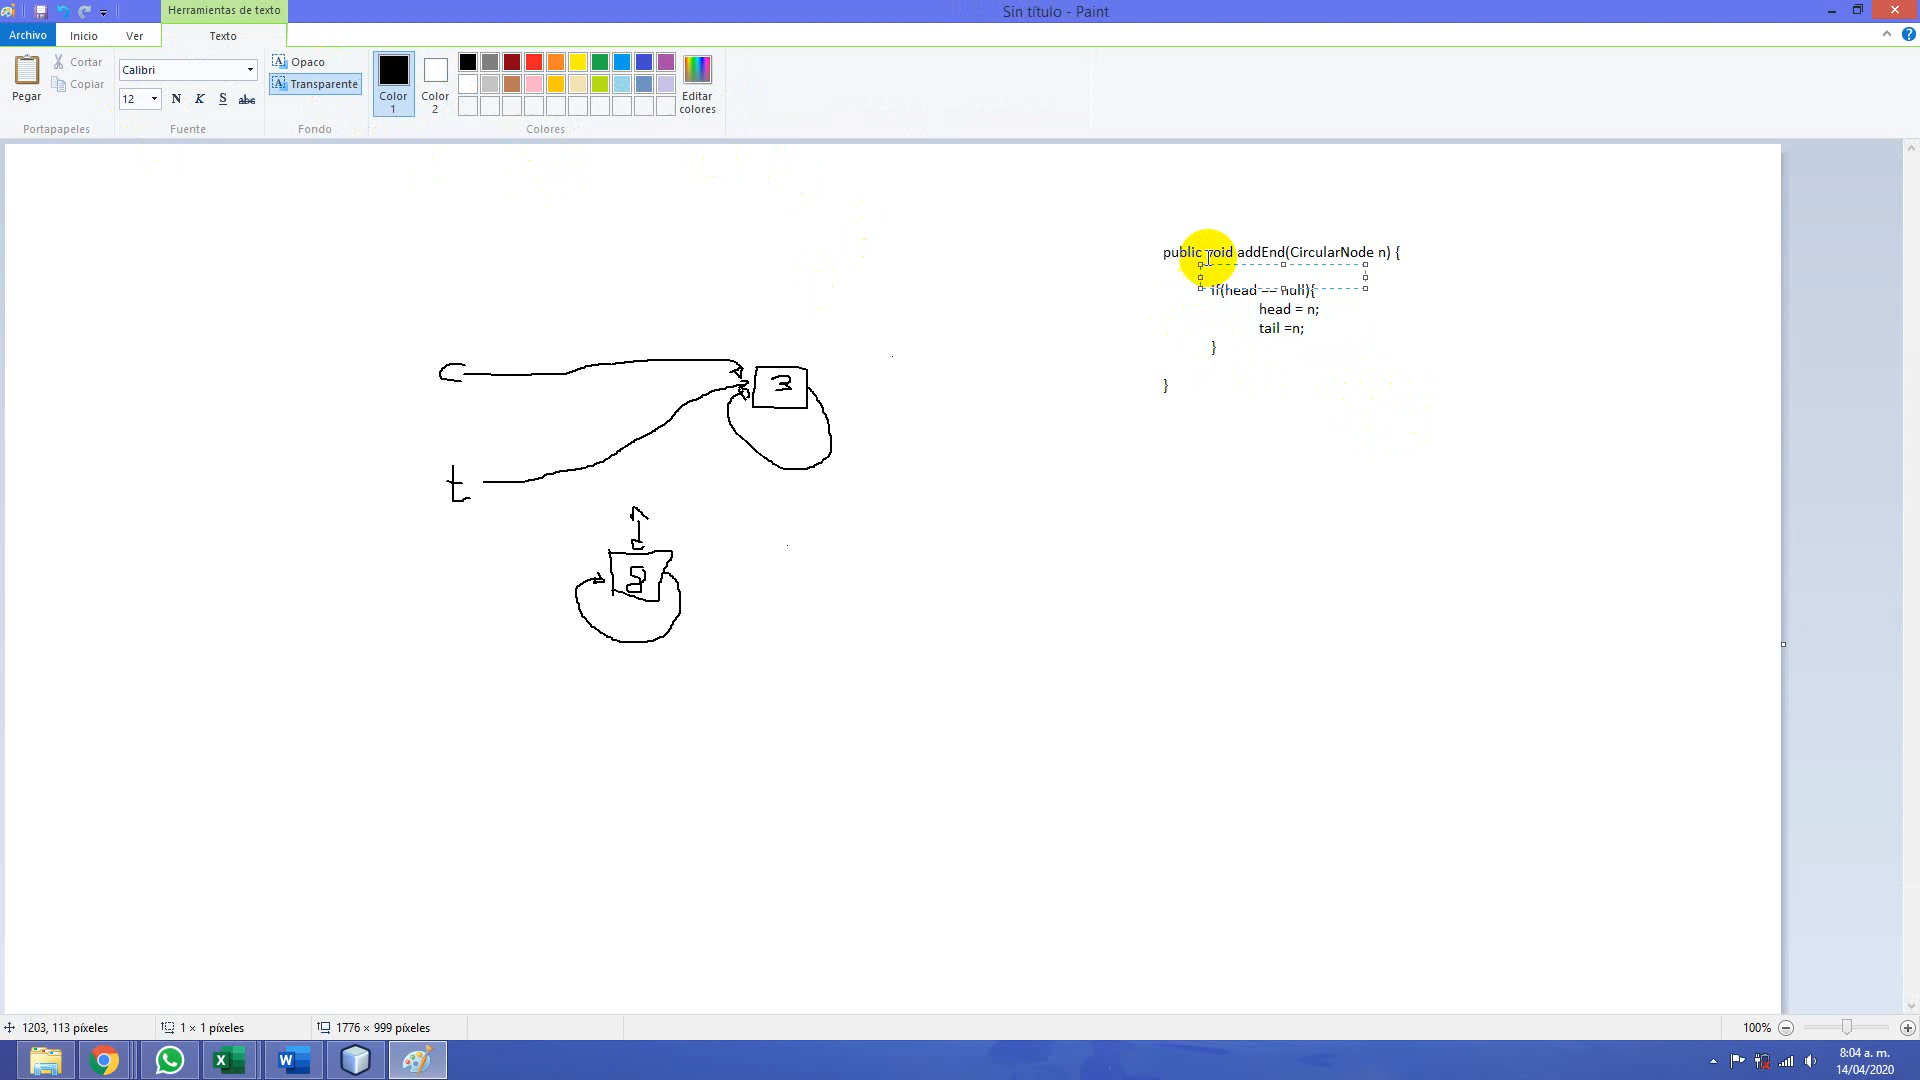 Herramientas de texto
Sin título - Paint
Archivo Inicio Ver Texto
Pegar
Cortar
Copiar
Portapapeles
Calibri
12 N K S abc
Fuente
Opaco
Transparente
Fondo
Color 1
Color 2
Editar colores
Colores
public void addEnd(CircularNode n) {
if(head == null){
head = n;
tail =n;
}
}
C
3
t
2
1203, 113 píxeles 1 × 1 píxeles 1776 × 999 píxeles 100%
8:04 a. m.
14/04/2020